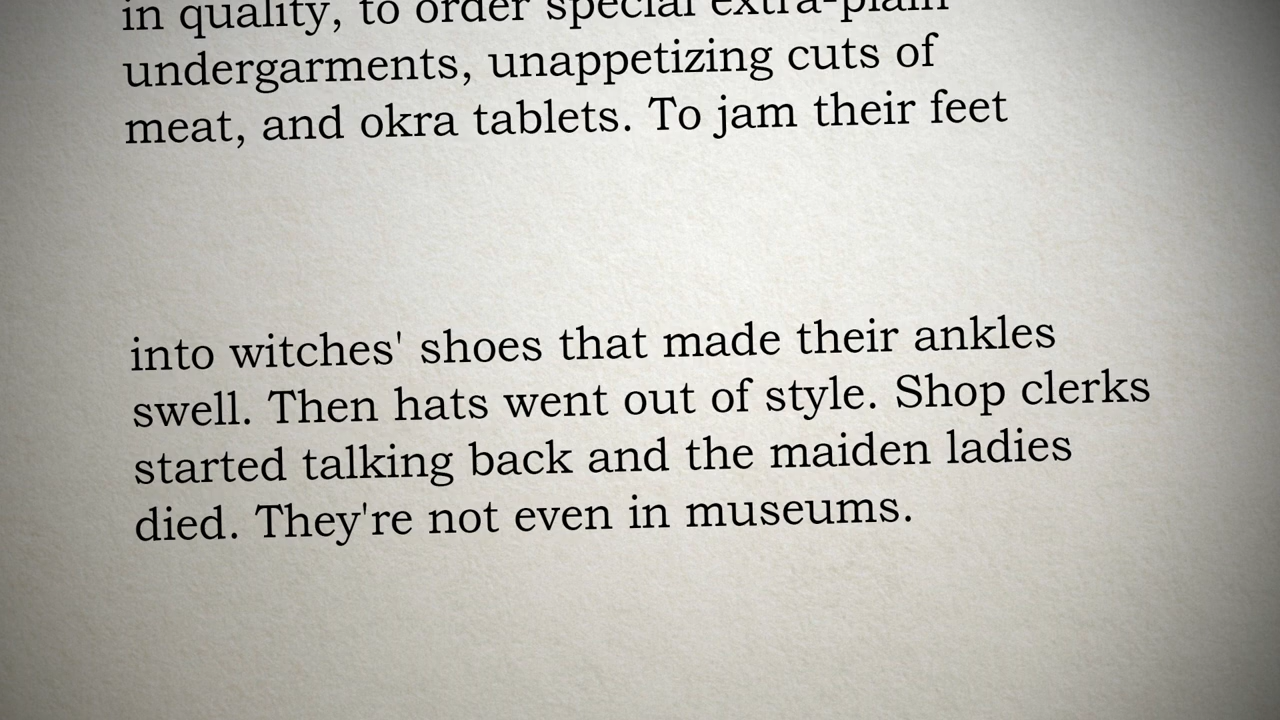 in quality, to order special extra-plain
undergarments, unappetizing cuts of
meat, and okra tablets. To jam their feet
into witches' shoes that made their ankles
swell. Then hats went out of style. Shop clerks
started talking back and the maiden ladies
died. They're not even in museums.